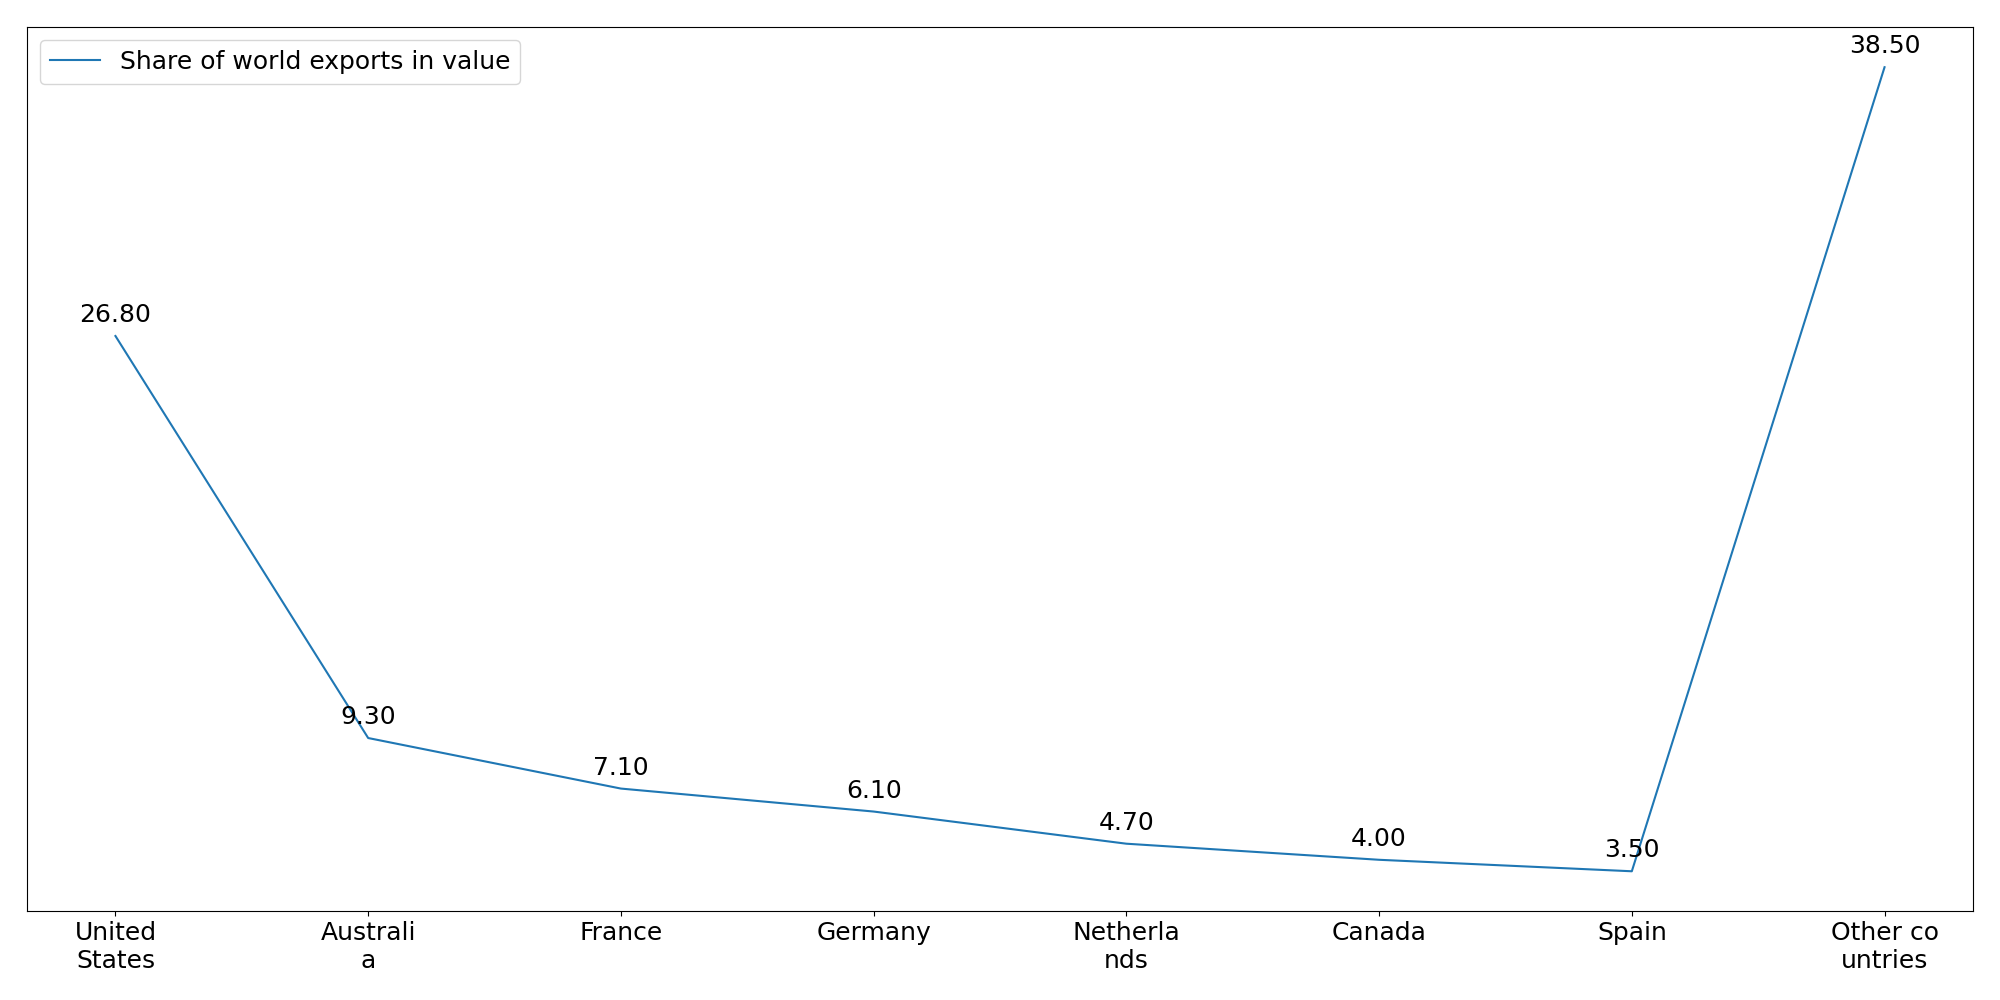 Share of world exports in value
38.50
26.80
9.30
7.10
6.10
4.70
4.00
3.50
United
States
Australi
a
France
Germany
Netherla
nds
Canada
Spain
Other co
untries